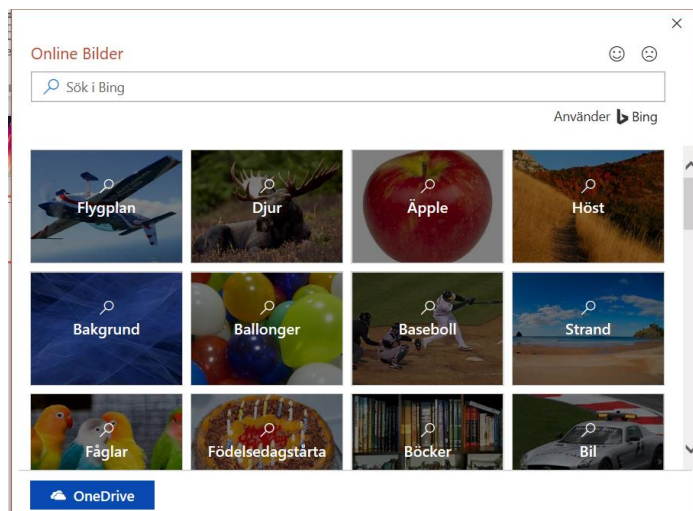 Online Bilder
Sök i Bing
Använder Bing
Flygplan
Djur
Äpple
Höst
Bakgrund
Ballonger
Baseboll
Strand
Fåglar
Födelsedagstårta
Böcker
Bil
OneDrive